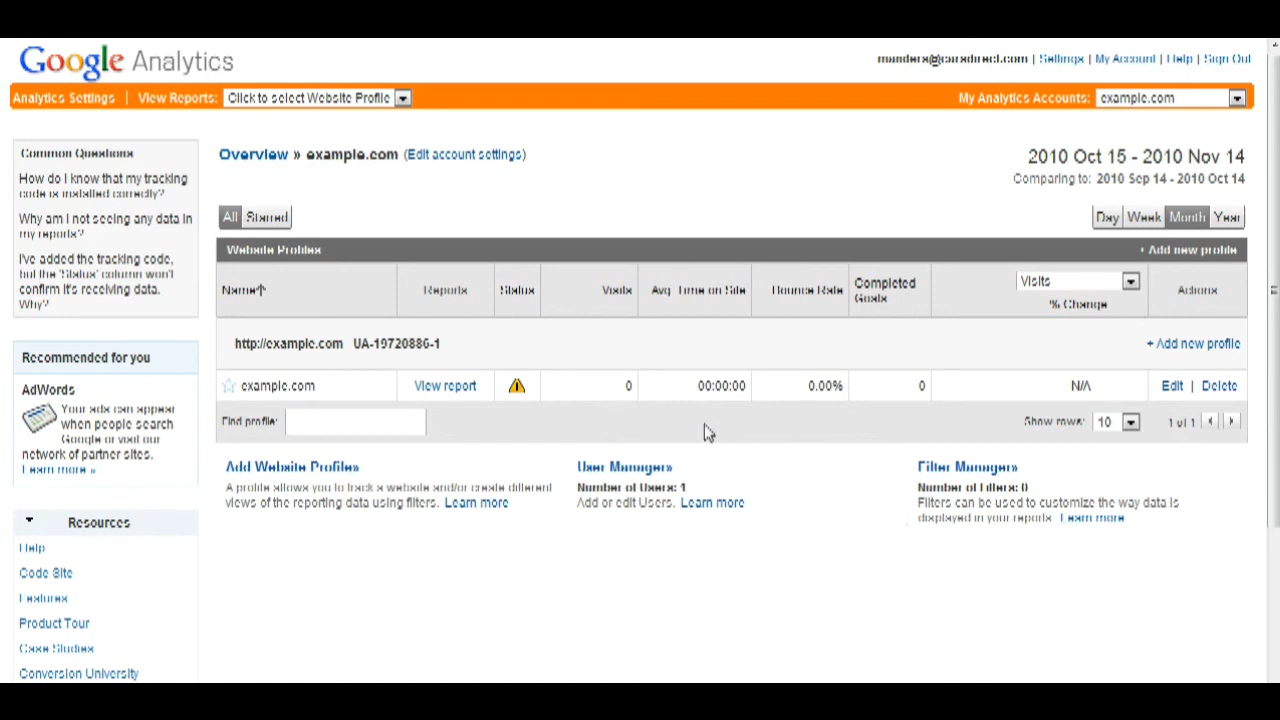 Google Analytics
manders@carsdirect.com | Settings | My Account | Help | Sign Out
Analytics Settings | View Reports: Click to select Website Profile
My Analytics Accounts: example.com
Common Questions
How do I know that my tracking
code is installed correctly?
Why am I not seeing any data in
my reports?
I've added the tracking code,
but the 'Status' column won't
confirm it's receiving data.
Why?
Recommended for you
AdWords
Your ads can appear
when people search
Google or visit our
network of partner sites.
Learn more »
Resources
Help
Code Site
Features
Product Tour
Case Studies
Conversion University
Overview » example.com (Edit account settings)
2010 Oct 15 - 2010 Nov 14
Comparing to: 2010 Sep 14 - 2010 Oct 14
All Starred
Day Week Month Year
Website Profiles
+ Add new profile
Name↑ Reports Status Visits Avg. Time on Site Bounce Rate Completed Goals Visits % Change Actions
http://example.com UA-19720886-1
+ Add new profile
example.com View report 0 00:00:00 0.00% 0 N/A Edit | Delete
Find profile:
Show rows: 10 1 of 1
Add Website Profile»
A profile allows you to track a website and/or create different
views of the reporting data using filters. Learn more
User Manager»
Number of Users: 1
Add or edit Users. Learn more
Filter Manager»
Number of Filters: 0
Filters can be used to customize the way data is
displayed in your reports. Learn more